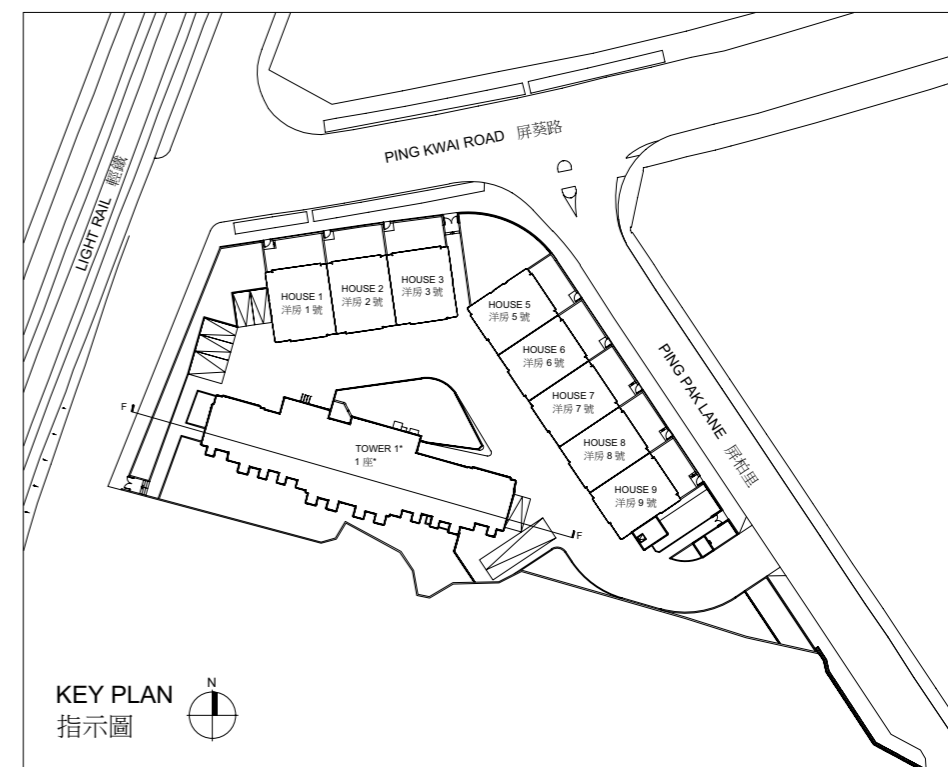 PING KWAI ROAD 屏葵路
LIGHT RAIL 輕鐵
HOUSE 1
洋房 1 號
HOUSE 2
洋房 2 號
HOUSE 3
洋房 3 號
HOUSE 5
洋房 5 號
HOUSE 6
洋房 6 號
HOUSE 7
洋房 7 號
HOUSE 8
洋房 8 號
HOUSE 9
洋房 9 號
PING PAK LANE 屏柏里
F
TOWER 1*
1 座*
F
KEY PLAN
指示圖
N